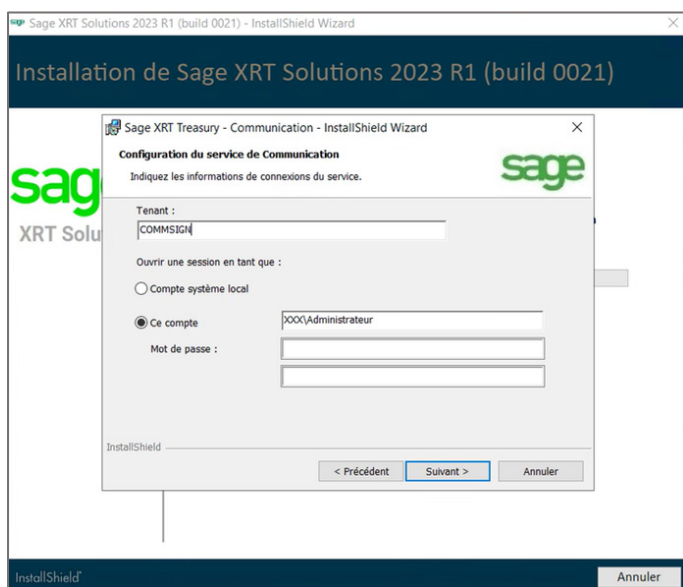 Sage XRT Solutions 2023 R1 (build 0021) - InstallShield Wizard
Installation de Sage XRT Solutions 2023 R1 (build 0021)
Sage XRT Treasury - Communication - InstallShield Wizard
Configuration du service de Communication
Indiquez les informations de connexions du service.
sage
sag
XRT Solu
Tenant :
COMMSIGN
Ouvrir une session en tant que :
Compte système local
Ce compte
XXX\Administrateur
Mot de passe :
InstallShield
< Précédent
Suivant >
Annuler
InstallShield
Annuler